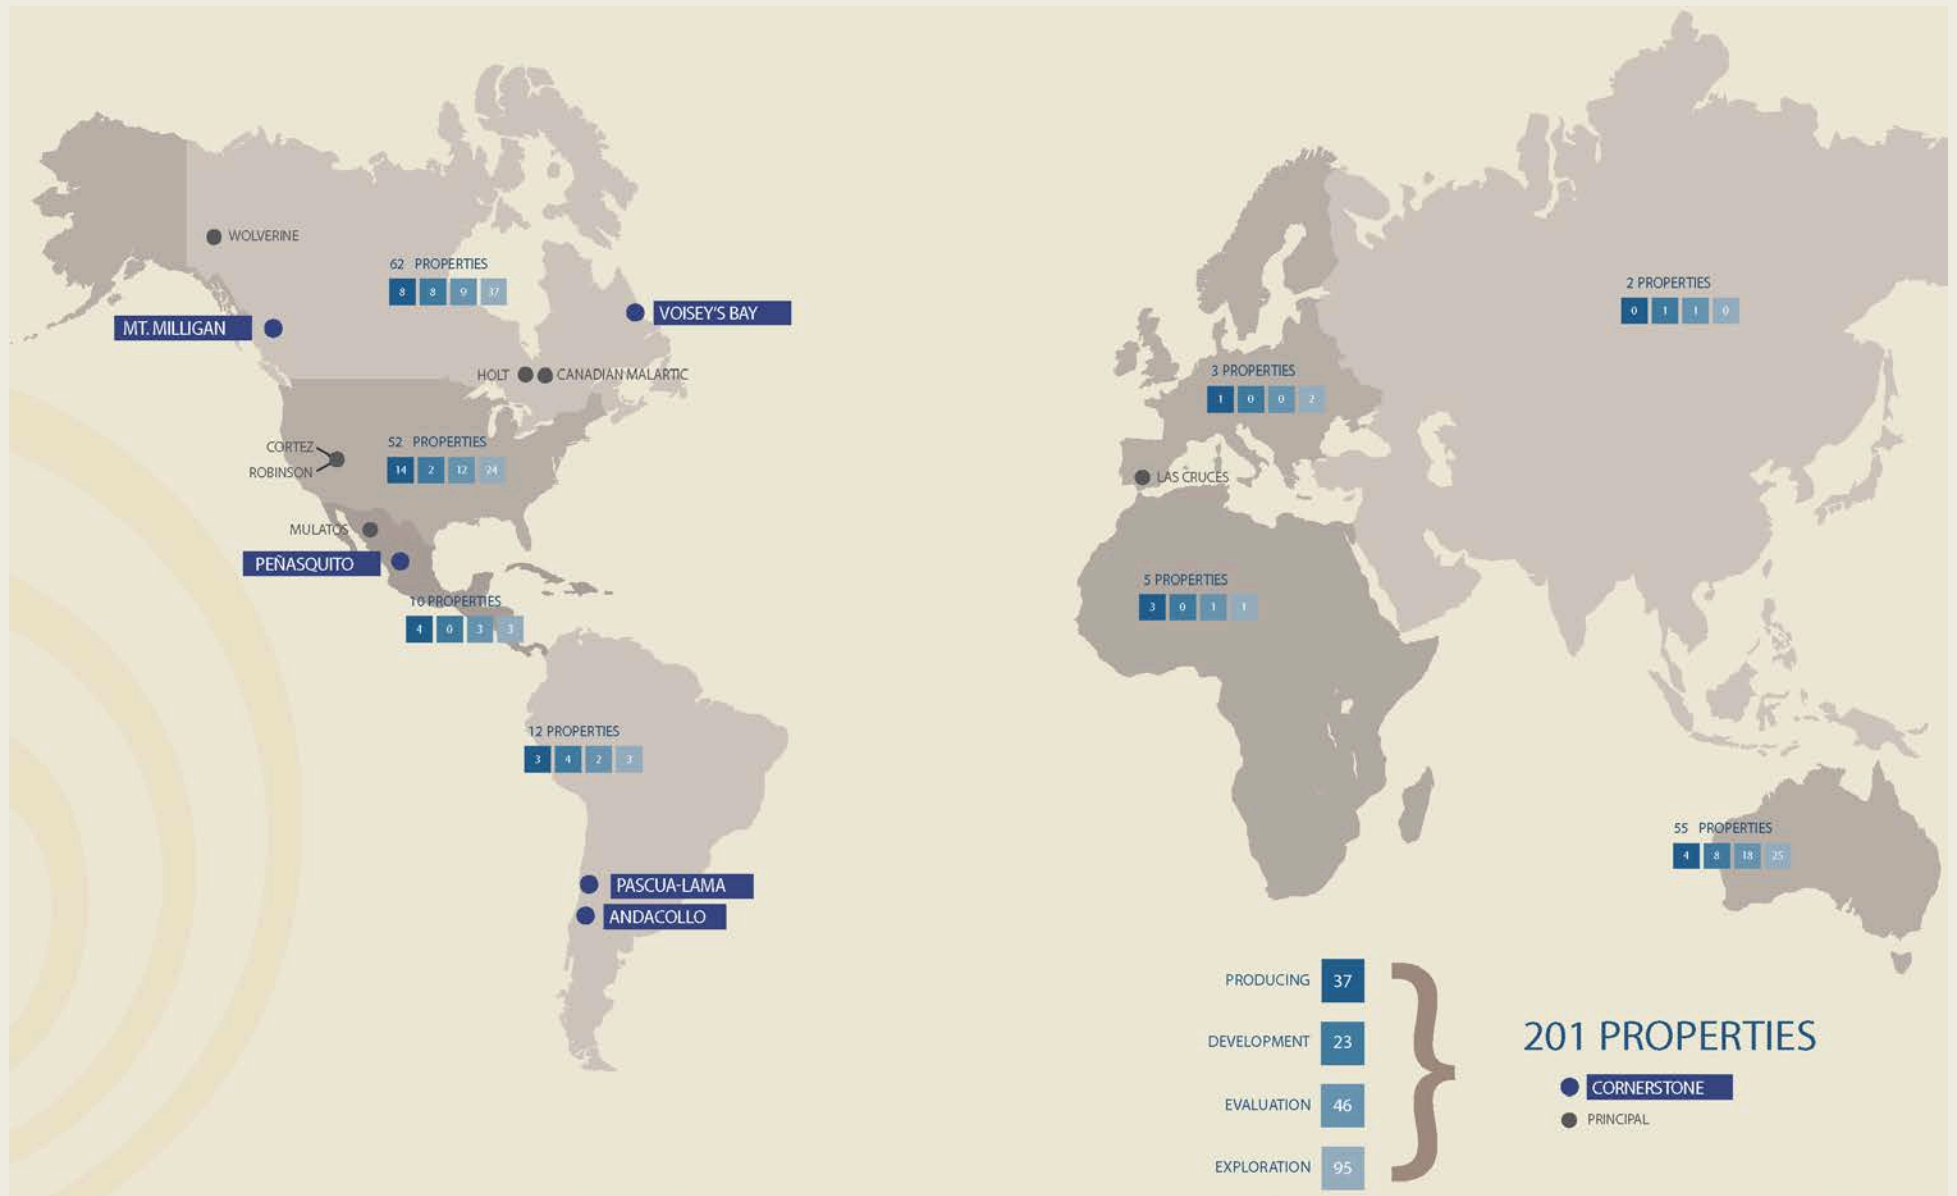 WOLVERINE
62 PROPERTIES
8 8 9 37
VOISEY'S BAY
MT. MILLIGAN
HOLT
CANADIAN MALARTIC
CORTEZ
ROBINSON
52 PROPERTIES
14 2 12 24
MULATOS
PEÑASQUITO
10 PROPERTIES
4 0 3 3
12 PROPERTIES
3 4 2 3
PASCUA-LAMA
ANDACOLLO
2 PROPERTIES
0 1 1 0
3 PROPERTIES
1 0 0 2
LAS CRUCES
5 PROPERTIES
3 0 1 1
55 PROPERTIES
4 8 18 25
PRODUCING 37
DEVELOPMENT 23
EVALUATION 46
EXPLORATION 95
201 PROPERTIES
CORNERSTONE
PRINCIPAL